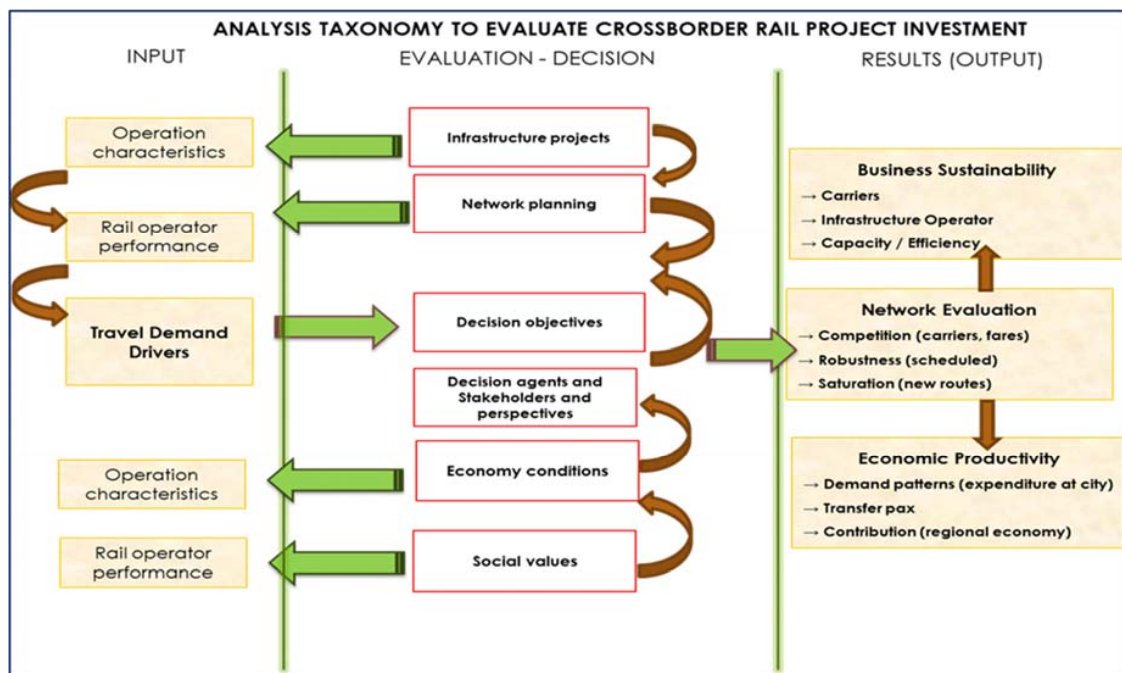 ANALYSIS TAXONOMY TO EVALUATE CROSSBORDER RAIL PROJECT INVESTMENT
INPUT
EVALUATION - DECISION
RESULTS (OUTPUT)
Operation
characteristics
Rail operator
performance
Travel Demand
Drivers
Operation
characteristics
Rail operator
performance
Infrastructure projects
Network planning
Decision objectives
Decision agents and
Stakeholders and
perspectives
Economy conditions
Social values
Business Sustainability
→ Carriers
→ Infrastructure Operator
→ Capacity / Efficiency
Network Evaluation
→ Competition (carriers, fares)
→ Robustness (scheduled)
→ Saturation (new routes)
Economic Productivity
→ Demand patterns (expenditure at city)
→ Transfer pax
→ Contribution (regional economy)